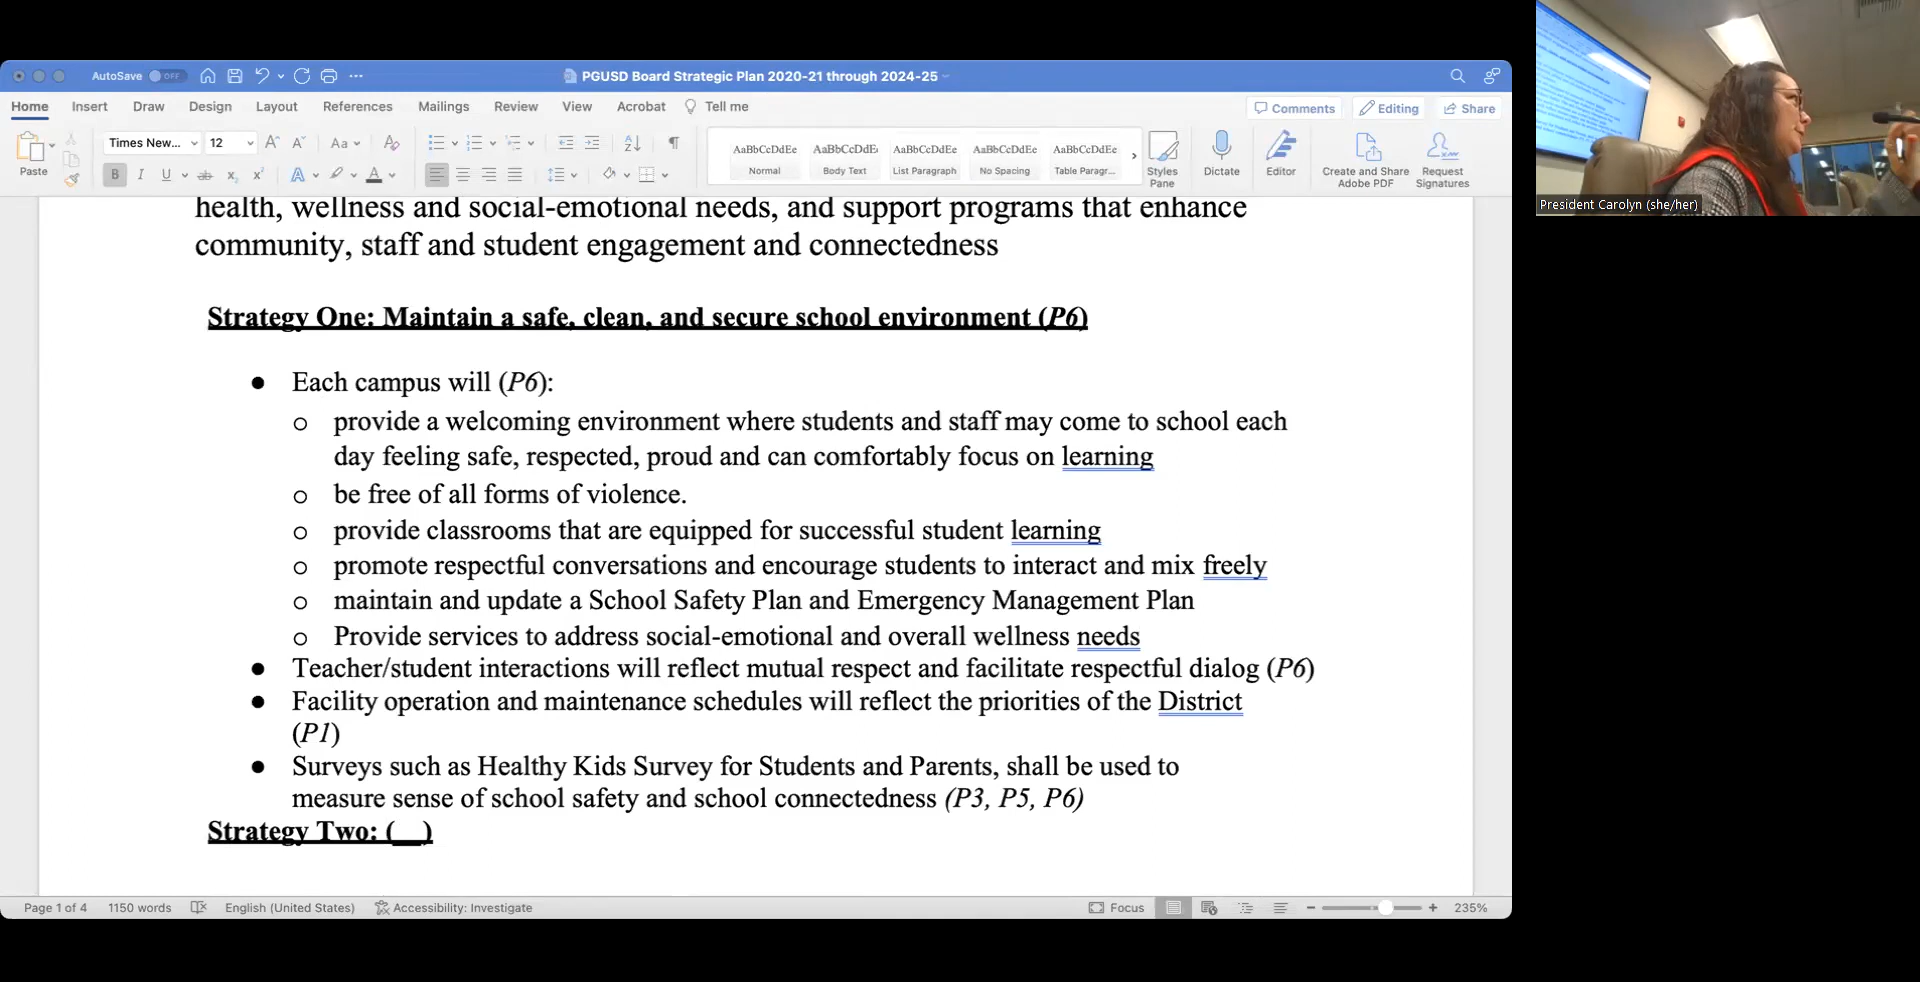 AutoSave OFF
PGUSD Board Strategic Plan 2020-21 through 2024-25
Home Insert Draw Design Layout References Mailings Review View Acrobat Tell me
Comments Editing Share
Paste
Times New... 12 Aa
B I U ab x₂ x² A A
AaBbCcDdEe AaBbCcDdE AaBbCcDdEe AaBbCcDdEe AaBbCcDdEe
Normal Body Text List Paragraph No Spacing Table Paragr...
Styles Pane
Dictate
Editor
Create and Share Adobe PDF
Request Signatures
President Carolyn (she/her)
health, wellness and social-emotional needs, and support programs that enhance
community, staff and student engagement and connectedness
Strategy One: Maintain a safe, clean, and secure school environment (P6)
● Each campus will (P6):
o provide a welcoming environment where students and staff may come to school each
day feeling safe, respected, proud and can comfortably focus on learning
o be free of all forms of violence.
o provide classrooms that are equipped for successful student learning
o promote respectful conversations and encourage students to interact and mix freely
o maintain and update a School Safety Plan and Emergency Management Plan
o Provide services to address social-emotional and overall wellness needs
● Teacher/student interactions will reflect mutual respect and facilitate respectful dialog (P6)
● Facility operation and maintenance schedules will reflect the priorities of the District
(P1)
● Surveys such as Healthy Kids Survey for Students and Parents, shall be used to
measure sense of school safety and school connectedness (P3, P5, P6)
Strategy Two: (__)
Page 1 of 4 1150 words English (United States) Accessibility: Investigate Focus 235%